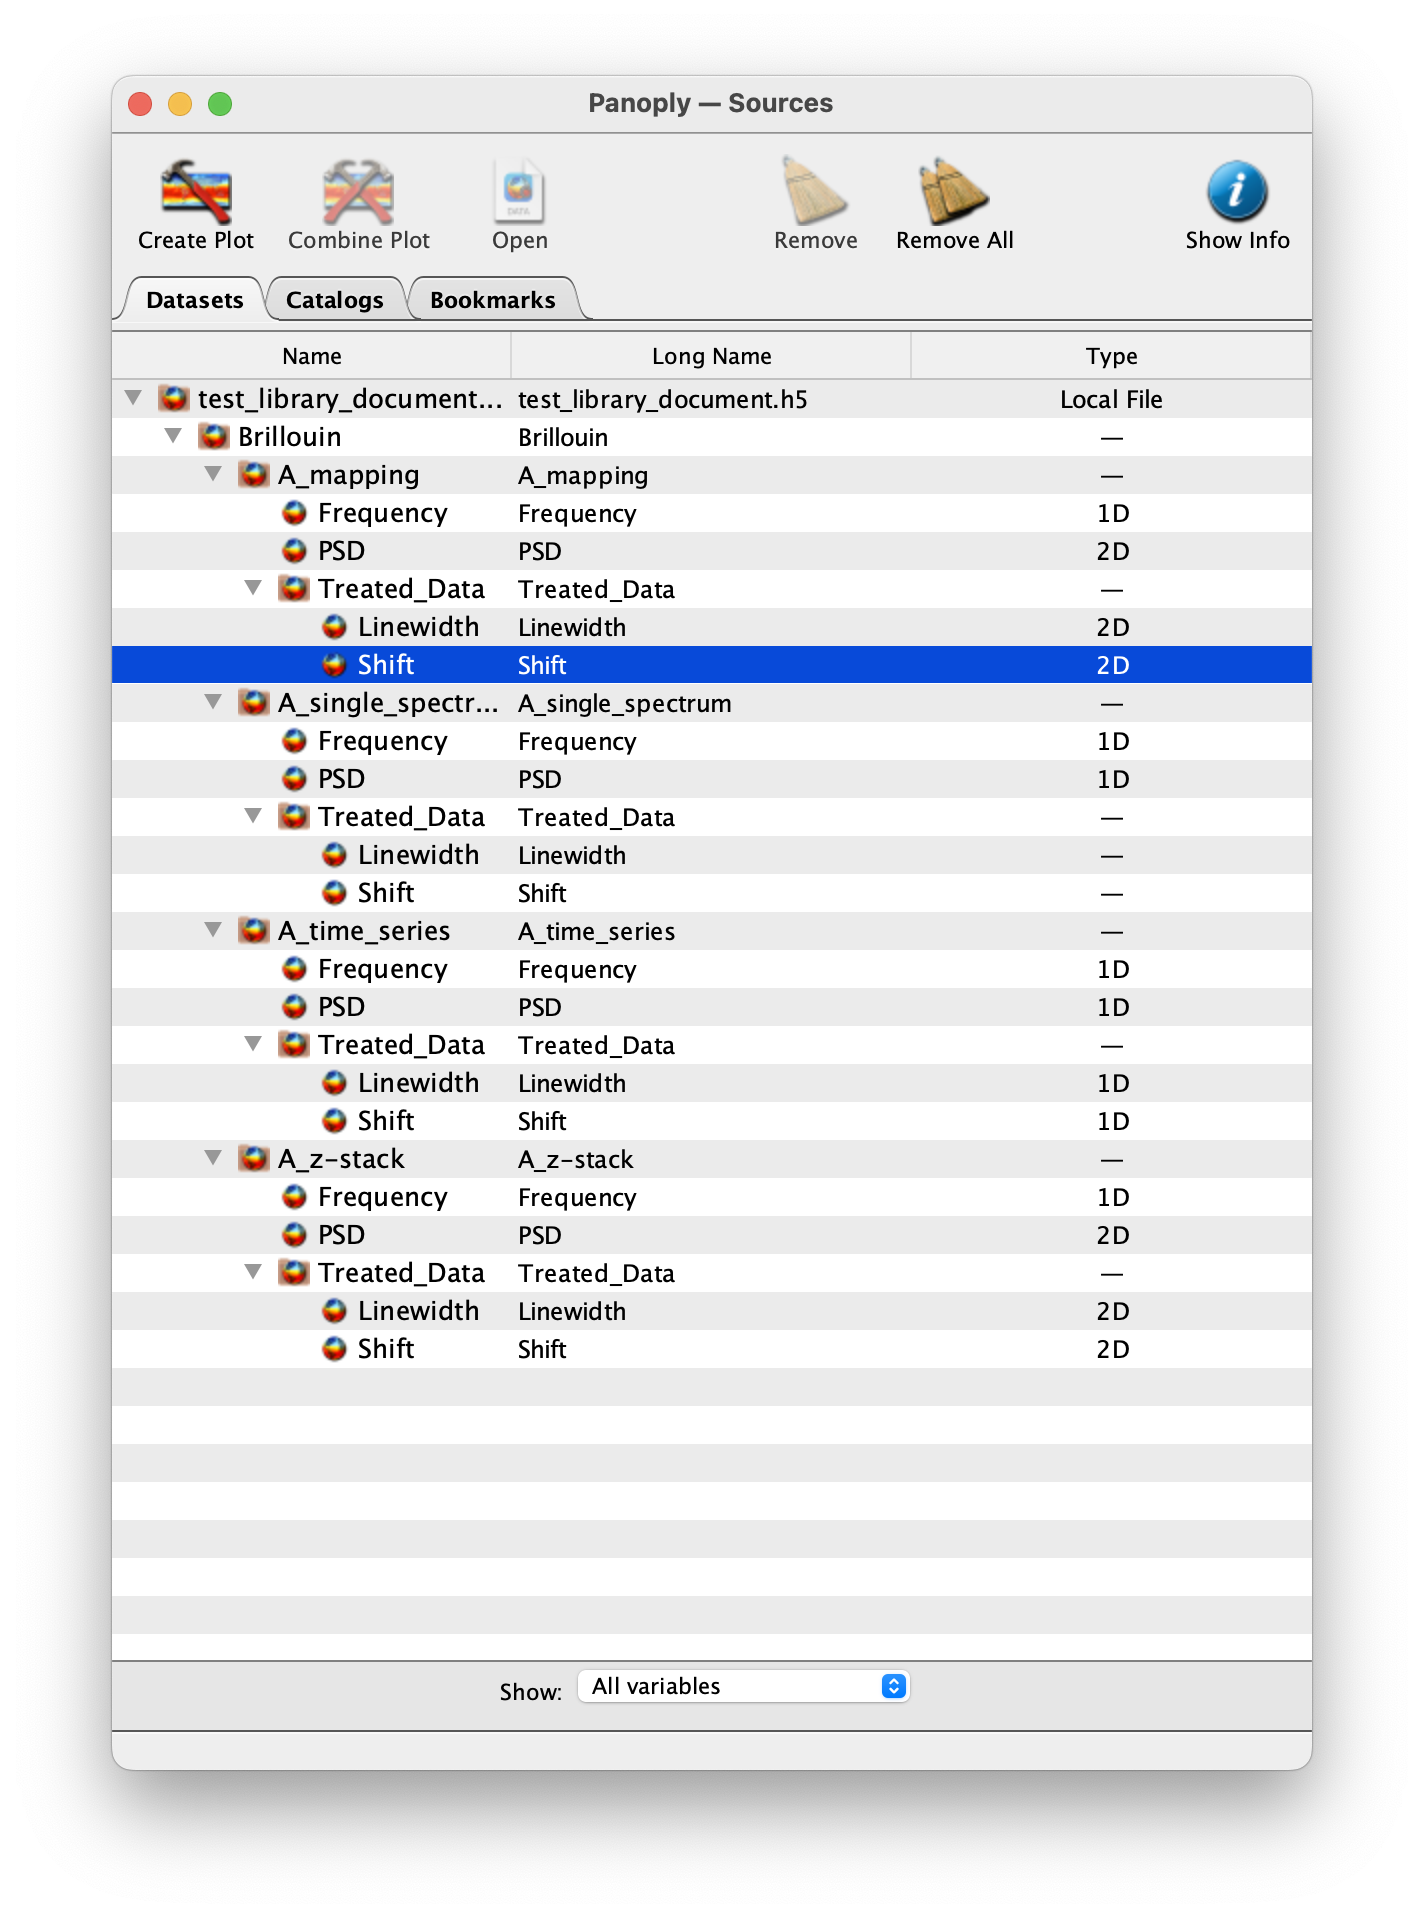 Panoply — Sources
Create Plot Combine Plot Open Remove Remove All Show Info
DATA
Datasets Catalogs Bookmarks
Name Long Name Type
test_library_document... test_library_document.h5 Local File
Brillouin Brillouin —
A_mapping A_mapping —
Frequency Frequency 1D
PSD PSD 2D
Treated_Data Treated_Data —
Linewidth Linewidth 2D
Shift Shift 2D
A_single_spectr... A_single_spectrum —
Frequency Frequency 1D
PSD PSD 1D
Treated_Data Treated_Data —
Linewidth Linewidth —
Shift Shift —
A_time_series A_time_series —
Frequency Frequency 1D
PSD PSD 1D
Treated_Data Treated_Data —
Linewidth Linewidth 1D
Shift Shift 1D
A_z-stack A_z-stack —
Frequency Frequency 1D
PSD PSD 2D
Treated_Data Treated_Data —
Linewidth Linewidth 2D
Shift Shift 2D
Show: All variables